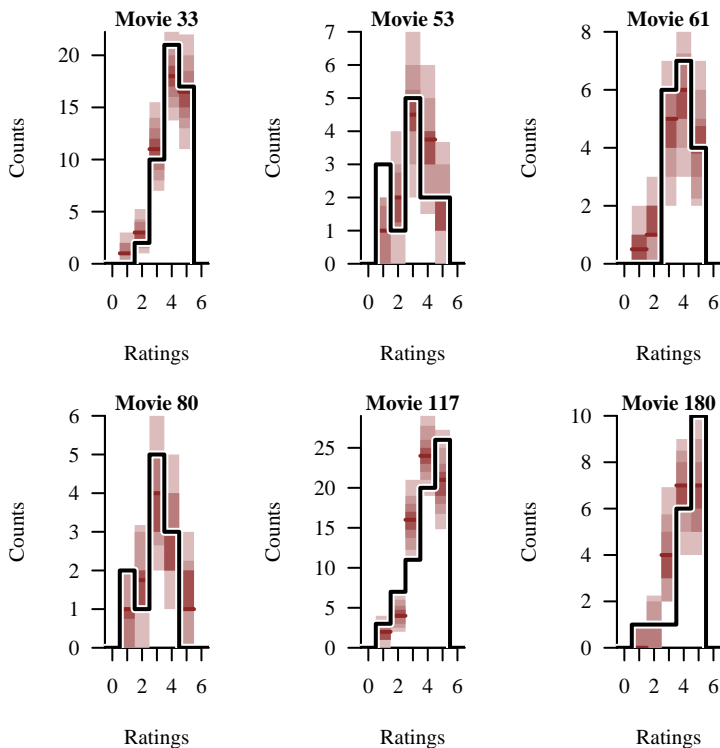 Movie 33 Movie 53 Movie 61
20 15 10 5 0
8 7 6 5 4 3 2 1 0
8 6 4 2 0
Counts Counts Counts
0 2 4 6 0 2 4 6 0 2 4 6
Ratings Ratings Ratings
Movie 80 Movie 117 Movie 180
6 5 4 3 2 1 0
25 20 15 10 5 0
10 8 6 4 2 0
Counts Counts Counts
0 2 4 6 0 2 4 6 0 2 4 6
Ratings Ratings Ratings